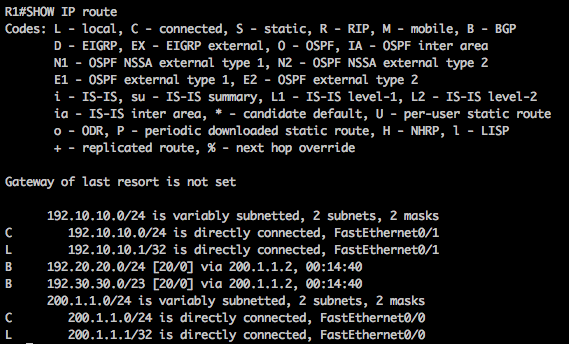 R1#SHOW IP route
Codes: L - local, C - connected, S - static, R - RIP, M - mobile, B - BGP
       D - EIGRP, EX - EIGRP external, O - OSPF, IA - OSPF inter area
       N1 - OSPF NSSA external type 1, N2 - OSPF NSSA external type 2
       E1 - OSPF external type 1, E2 - OSPF external type 2
       i - IS-IS, su - IS-IS summary, L1 - IS-IS level-1, L2 - IS-IS level-2
       ia - IS-IS inter area, * - candidate default, U - per-user static route
       o - ODR, P - periodic downloaded static route, H - NHRP, l - LISP
       + - replicated route, % - next hop override
Gateway of last resort is not set
      192.10.10.0/24 is variably subnetted, 2 subnets, 2 masks
C        192.10.10.0/24 is directly connected, FastEthernet0/1
L        192.10.10.1/32 is directly connected, FastEthernet0/1
B     192.20.20.0/24 [20/0] via 200.1.1.2, 00:14:40
B     192.30.30.0/23 [20/0] via 200.1.1.2, 00:14:40
      200.1.1.0/24 is variably subnetted, 2 subnets, 2 masks
C        200.1.1.0/24 is directly connected, FastEthernet0/0
L        200.1.1.1/32 is directly connected, FastEthernet0/0